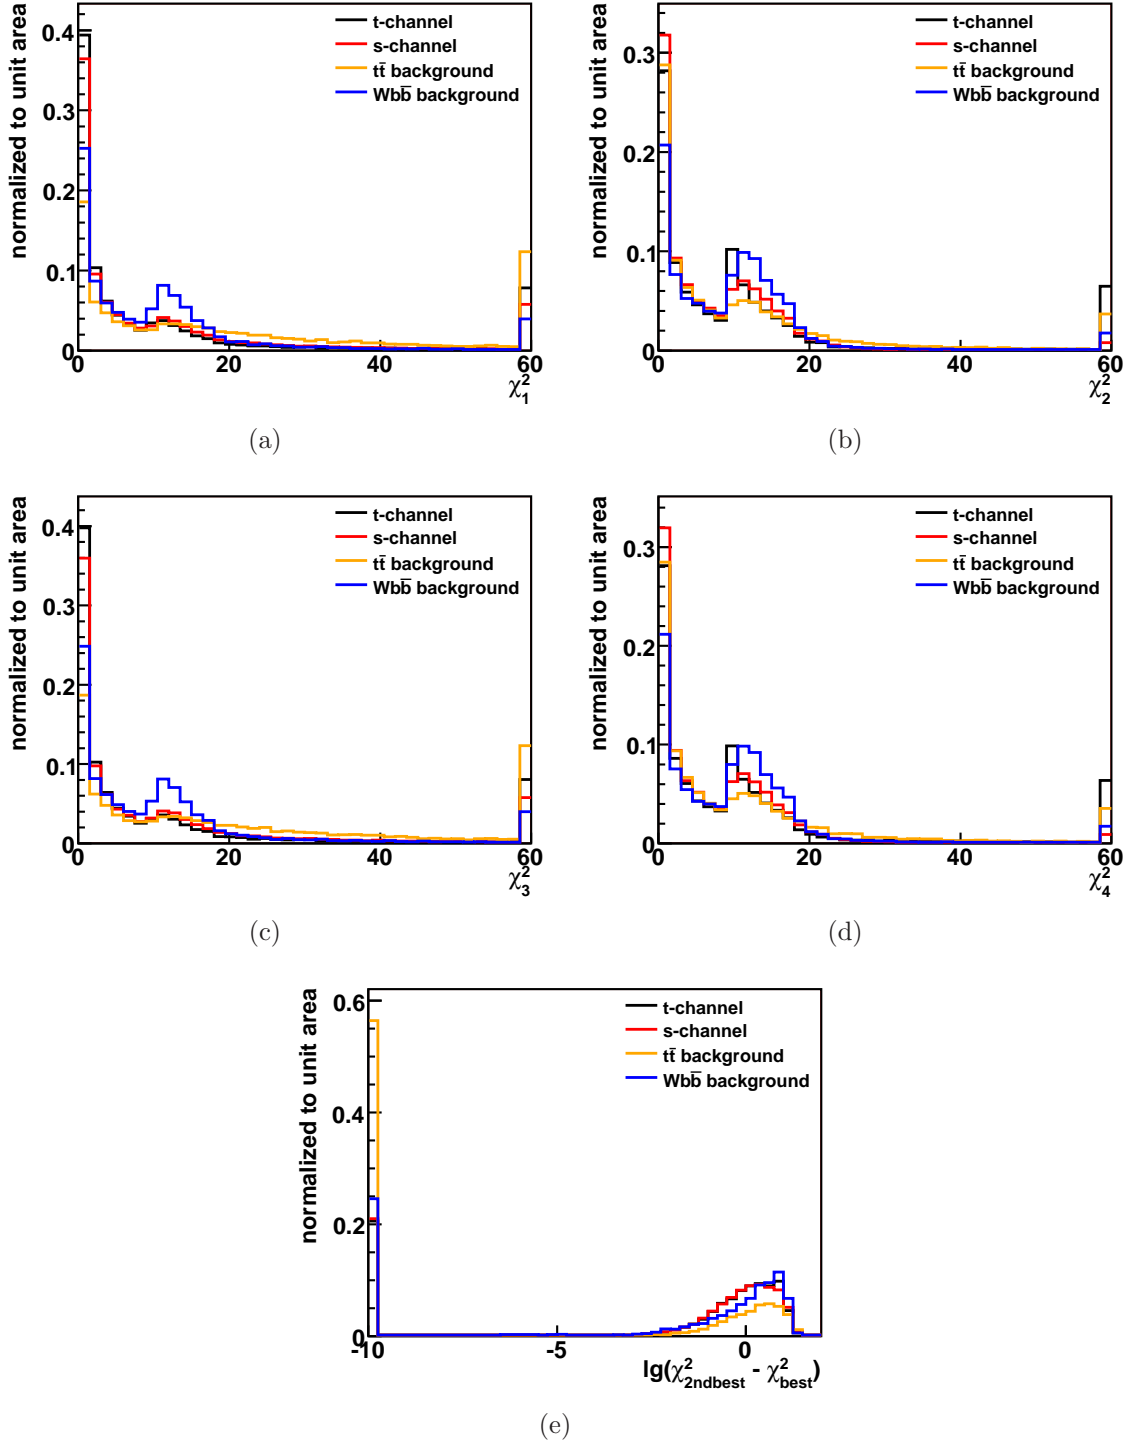 normalized to unit area
0.4
0.3
0.2
0.1
0
t-channel
s-channel
tt̄ background
Wbb̄ background
0 20 40 60
χ₁²
(a)
normalized to unit area
0.3
0.2
0.1
0
t-channel
s-channel
tt̄ background
Wbb̄ background
0 20 40 60
χ₂²
(b)
normalized to unit area
0.4
0.3
0.2
0.1
0
t-channel
s-channel
tt̄ background
Wbb̄ background
0 20 40 60
χ₃²
(c)
normalized to unit area
0.3
0.2
0.1
0
t-channel
s-channel
tt̄ background
Wbb̄ background
0 20 40 60
χ₄²
(d)
normalized to unit area
0.6
0.4
0.2
0
t-channel
s-channel
tt̄ background
Wbb̄ background
-10 -5 0
lg(χ²_2ndbest - χ²_best)
(e)